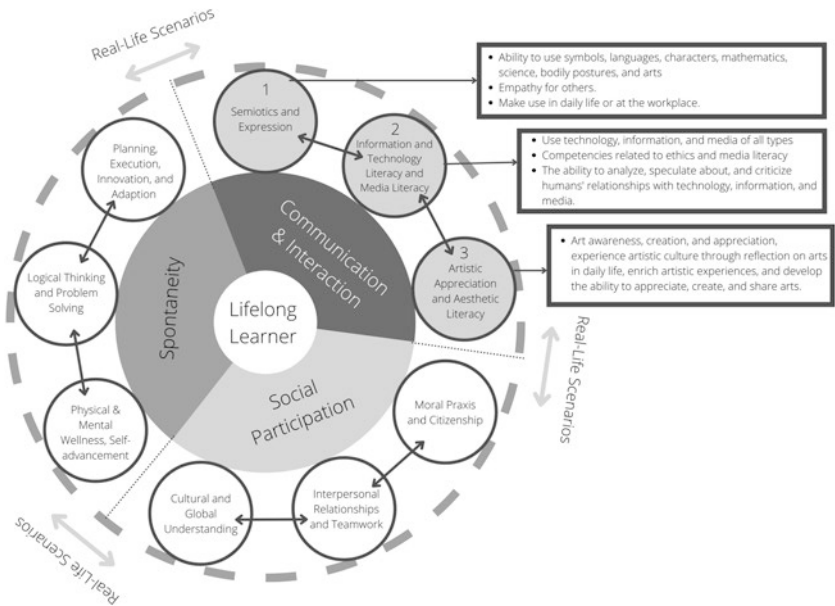 Real-Life Scenarios
1
Semiotics and
Expression
2
Information and
Technology
Literacy and
Media Literacy
3
Artistic
Appreciation
and Aesthetic
Literacy
• Ability to use symbols, languages, characters, mathematics,
science, bodily postures, and arts
• Empathy for others.
• Make use in daily life or at the workplace.
• Use technology, information, and media of all types
• Competencies related to ethics and media literacy
• The ability to analyze, speculate about, and criticize
humans' relationships with technology, information, and
media.
• Art awareness, creation, and appreciation,
experience artistic culture through reflection on arts
in daily life, enrich artistic experiences, and develop
the ability to appreciate, create, and share arts.
Planning,
Execution,
Innovation, and
Adaption
Logical Thinking
and Problem
Solving
Physical &
Mental
Wellness, Self-
advancement
Spontaneity
Communication
& Interaction
Lifelong
Learner
Social
Participation
Real-Life Scenarios
Moral Praxis
and Citizenship
Interpersonal
Relationships
and Teamwork
Cultural and
Global
Understanding
Real-Life Scenarios